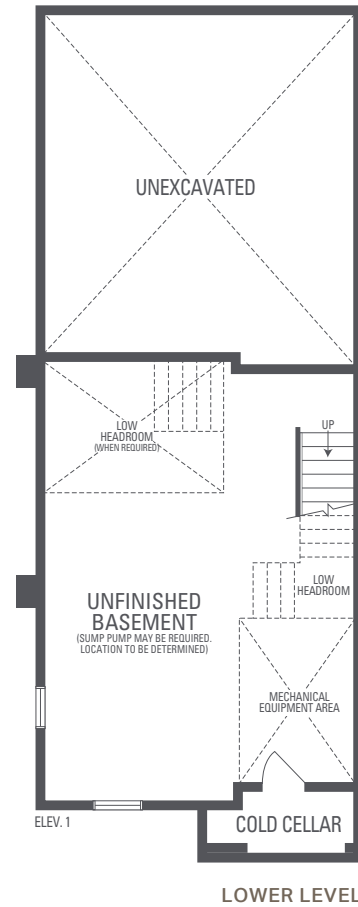 UNEXCAVATED
LOW
HEADROOM
(WHEN REQUIRED)
UP
LOW
HEADROOM
UNFINISHED
BASEMENT
(SUMP PUMP MAY BE REQUIRED.
LOCATION TO BE DETERMINED)
MECHANICAL
EQUIPMENT AREA
ELEV. 1
COLD CELLAR
LOWER LEVEL